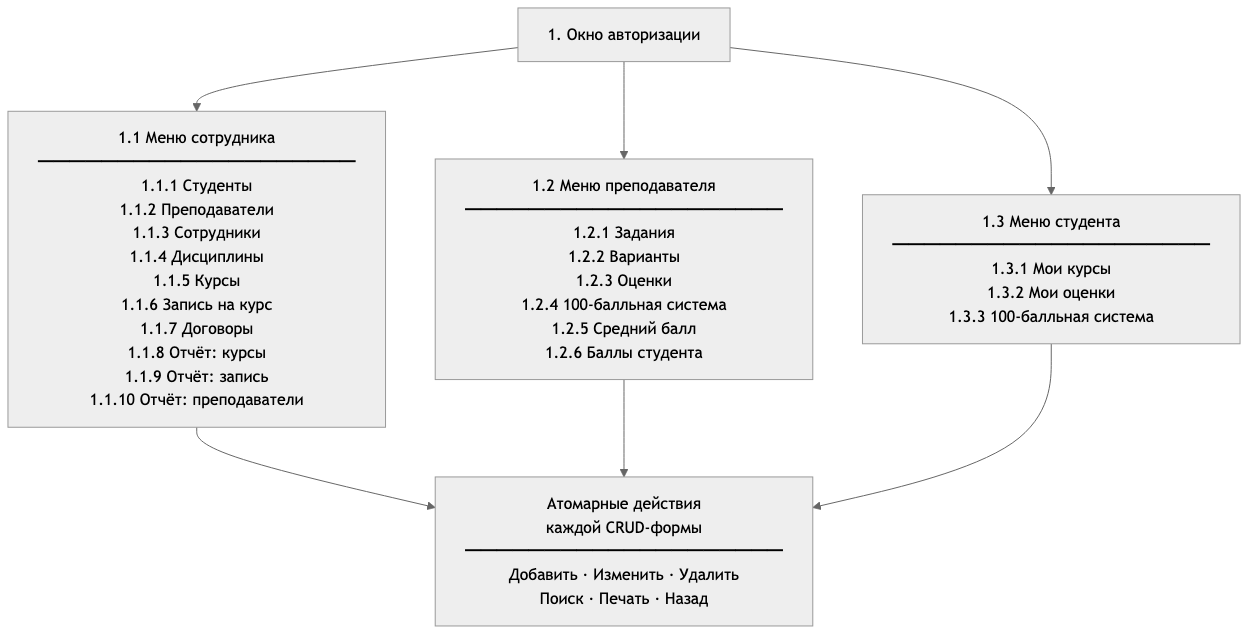 1. Окно авторизации
1.1 Меню сотрудника
1.1.1 Студенты
1.1.2 Преподаватели
1.1.3 Сотрудники
1.1.4 Дисциплины
1.1.5 Курсы
1.1.6 Запись на курс
1.1.7 Договоры
1.1.8 Отчёт: курсы
1.1.9 Отчёт: запись
1.1.10 Отчёт: преподаватели
1.2 Меню преподавателя
1.2.1 Задания
1.2.2 Варианты
1.2.3 Оценки
1.2.4 100-балльная система
1.2.5 Средний балл
1.2.6 Баллы студента
1.3 Меню студента
1.3.1 Мои курсы
1.3.2 Мои оценки
1.3.3 100-балльная система
Атомарные действия
каждой CRUD-формы
Добавить · Изменить · Удалить
Поиск · Печать · Назад